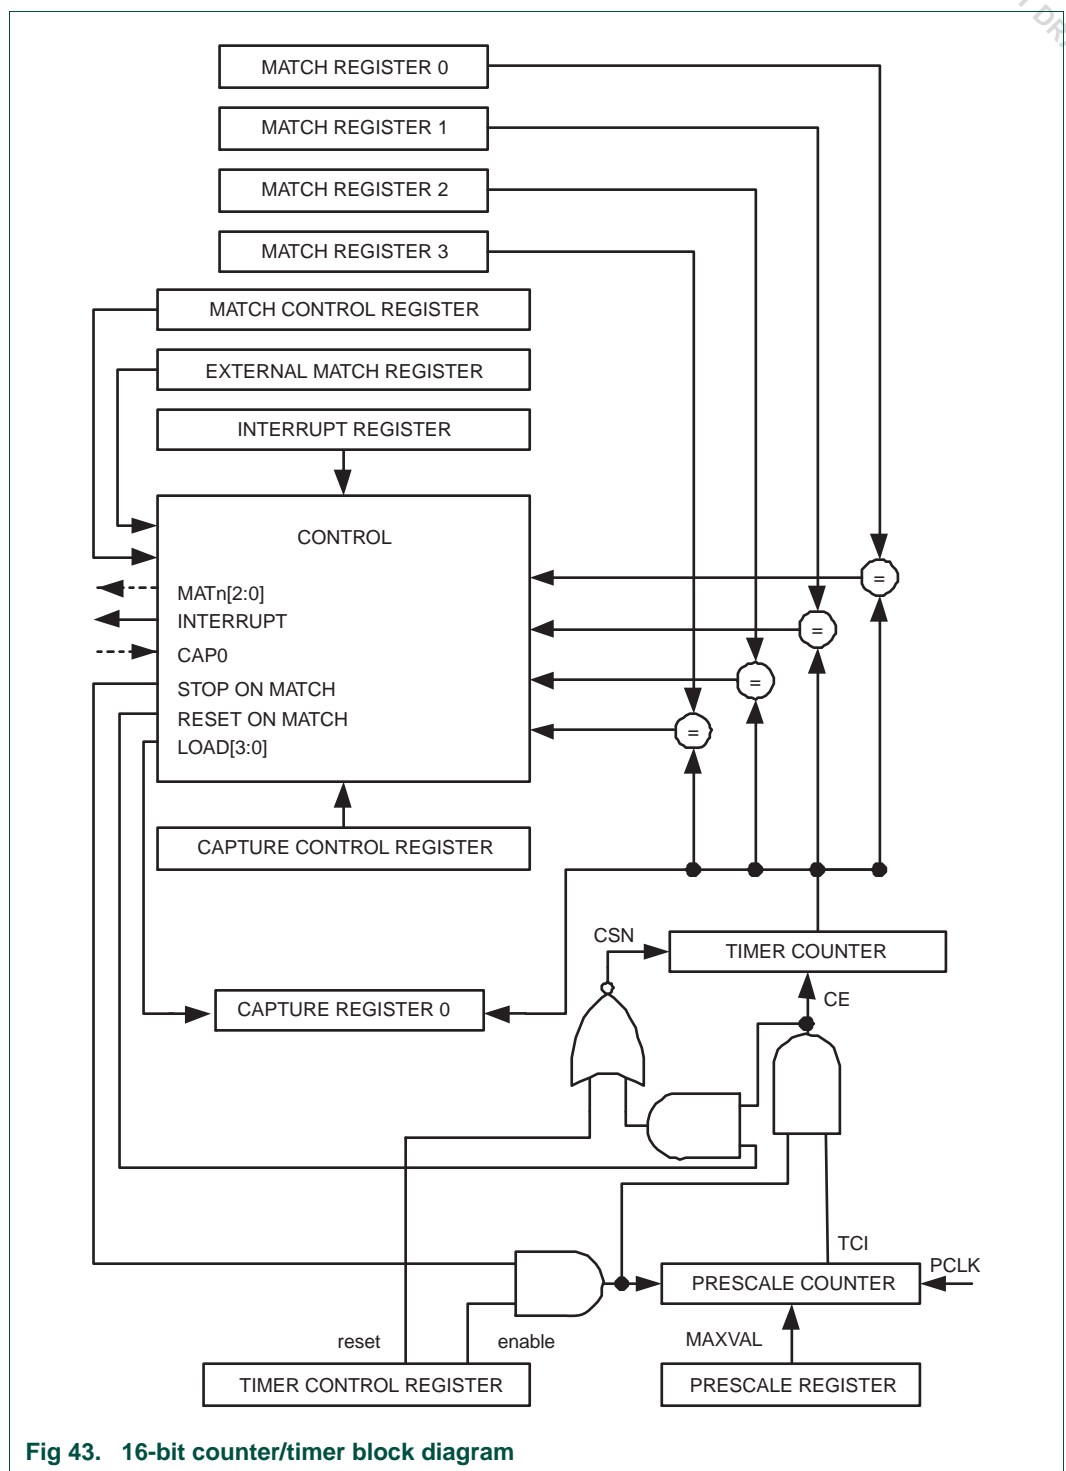 MATCH REGISTER 0
MATCH REGISTER 1
MATCH REGISTER 2
MATCH REGISTER 3
MATCH CONTROL REGISTER
EXTERNAL MATCH REGISTER
INTERRUPT REGISTER
CONTROL
=
MATn[2:0]
INTERRUPT
=
CAP0
STOP ON MATCH
=
RESET ON MATCH
=
LOAD[3:0]
CAPTURE CONTROL REGISTER
CSN
TIMER COUNTER
CE
CAPTURE REGISTER 0
TCI
PCLK
PRESCALE COUNTER
reset
enable
MAXVAL
TIMER CONTROL REGISTER
PRESCALE REGISTER
Fig 43. 16-bit counter/timer block diagram